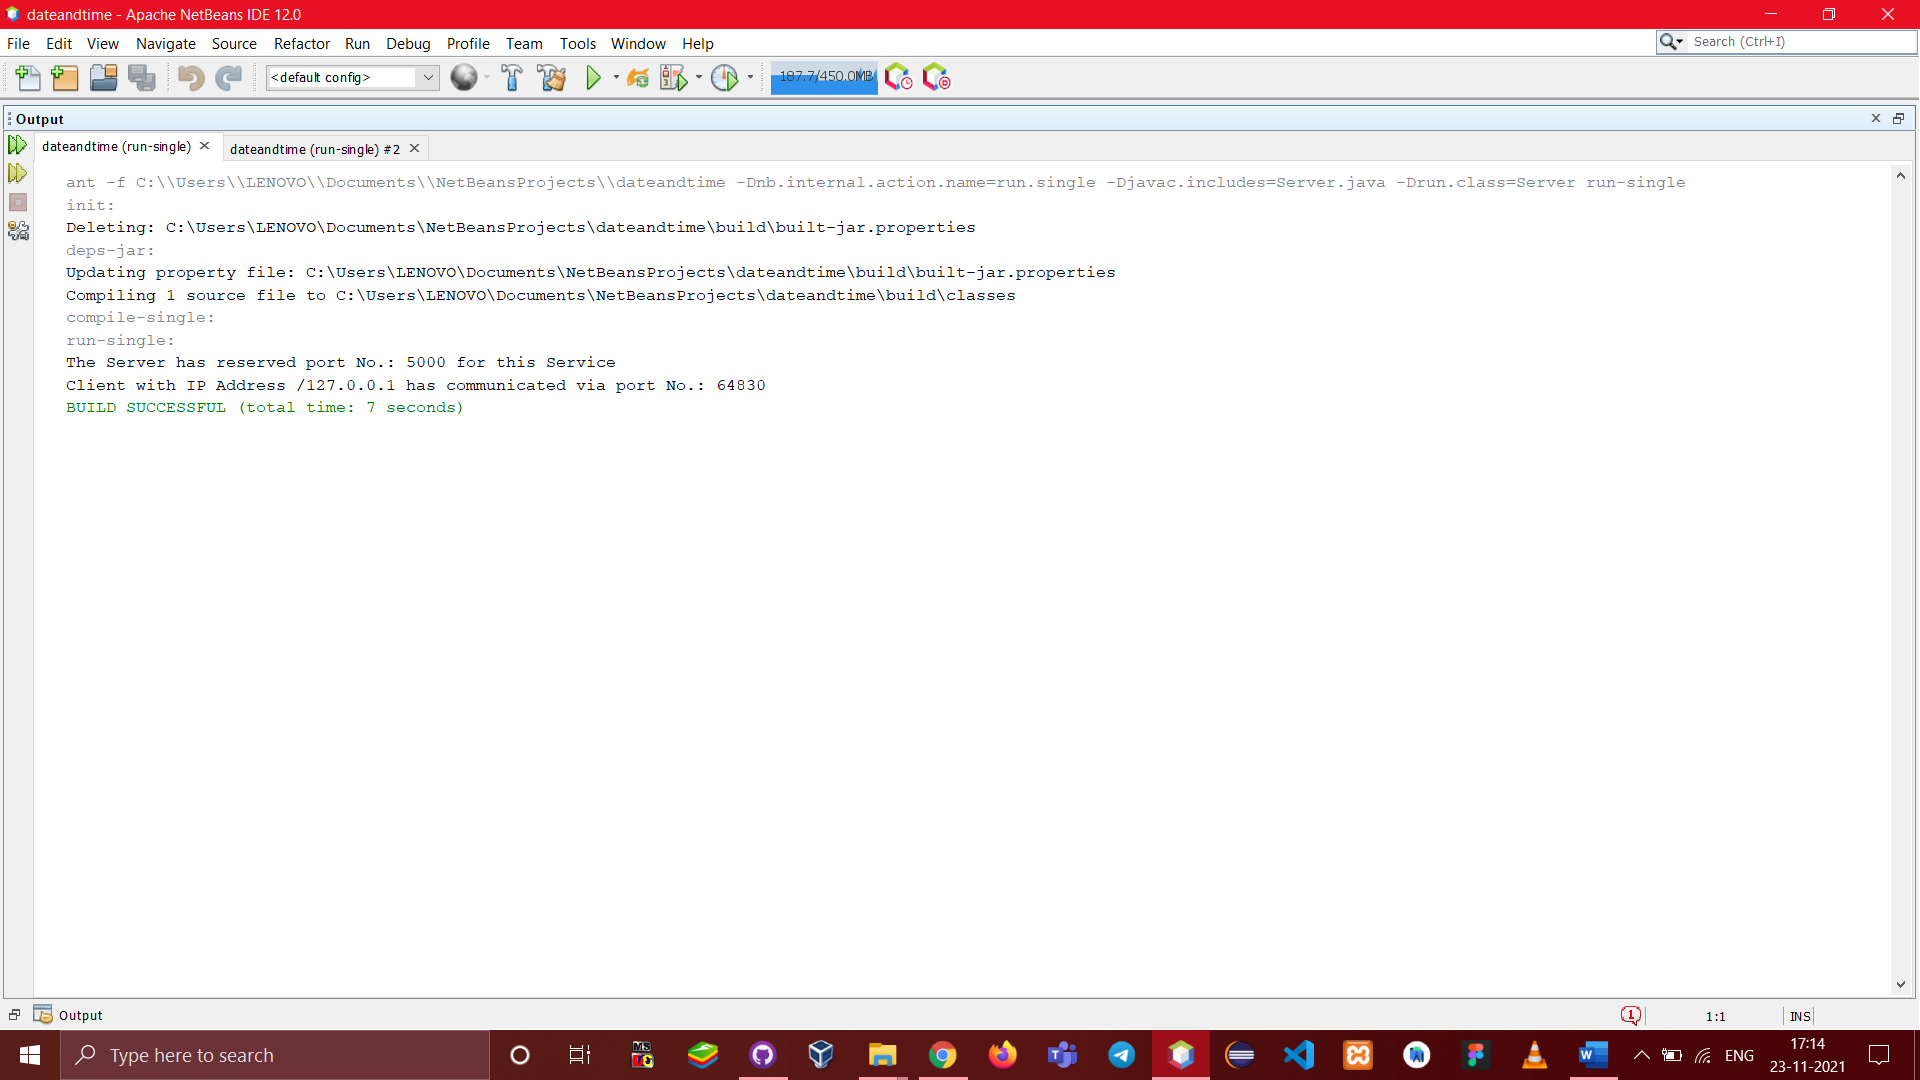 dateandtime - Apache NetBeans IDE 12.0
File Edit View Navigate Source Refactor Run Debug Profile Team Tools Window Help
Search (Ctrl+I)
<default config>
187.7/450.0MB
Output
dateandtime (run-single)
dateandtime (run-single) #2
ant -f C:\\Users\\LENOVO\\Documents\\NetBeansProjects\\dateandtime -Dnb.internal.action.name=run.single -Djavac.includes=Server.java -Drun.class=Server run-single
init:
Deleting: C:\Users\LENOVO\Documents\NetBeansProjects\dateandtime\build\built-jar.properties
deps-jar:
Updating property file: C:\Users\LENOVO\Documents\NetBeansProjects\dateandtime\build\built-jar.properties
Compiling 1 source file to C:\Users\LENOVO\Documents\NetBeansProjects\dateandtime\build\classes
compile-single:
run-single:
The Server has reserved port No.: 5000 for this Service
Client with IP Address /127.0.0.1 has communicated via port No.: 64830
BUILD SUCCESSFUL (total time: 7 seconds)
Output
1
1:1
INS
Type here to search
ENG
17:14
23-11-2021